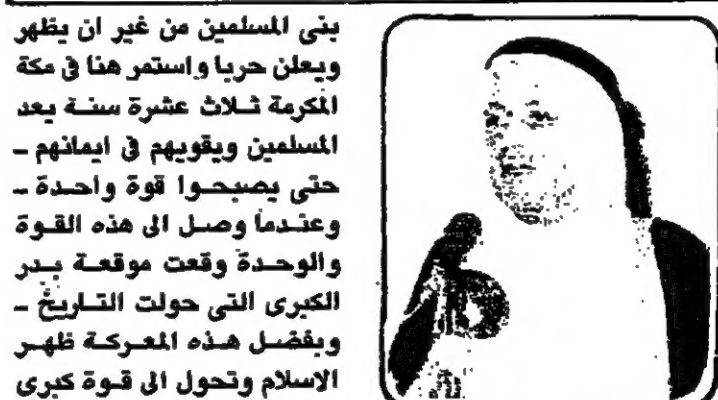 بنى المسلمين من غير ان يظهر
ويعلن حربا واستمر هنا في مكة
المكرمة ثلاث عشرة سنة يعد
المسلمين ويقويهم في ايمانهم -
حتى يصبحوا قوة واحدة -
وعندما وصل الى هذه القوة
والوحدة وقعت موقعة بدر
الكبرى التي حولت التاريخ -
وبفضل هذه المعركة ظهر
الاسلام وتحول الى قوة كبرى